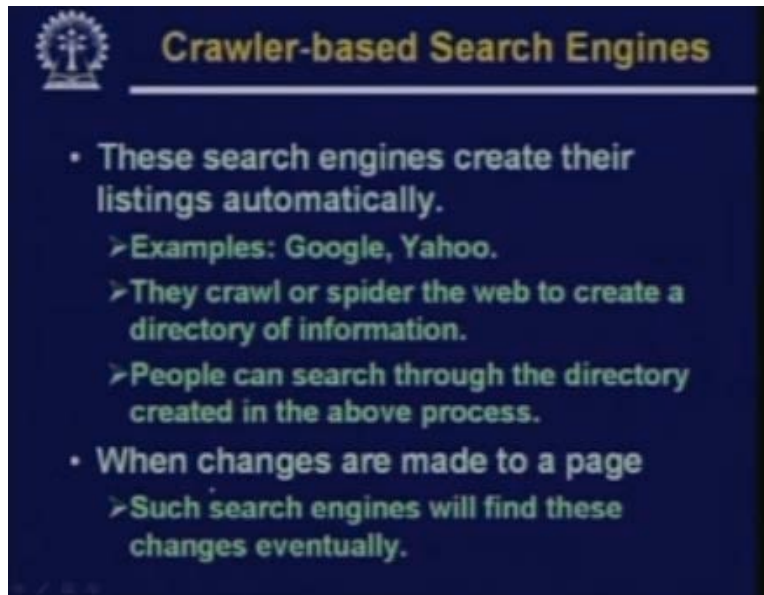 Crawler-based Search Engines
• These search engines create their
listings automatically.
➢Examples: Google, Yahoo.
➢They crawl or spider the web to create a
directory of information.
➢People can search through the directory
created in the above process.
• When changes are made to a page
➢Such search engines will find these
changes eventually.